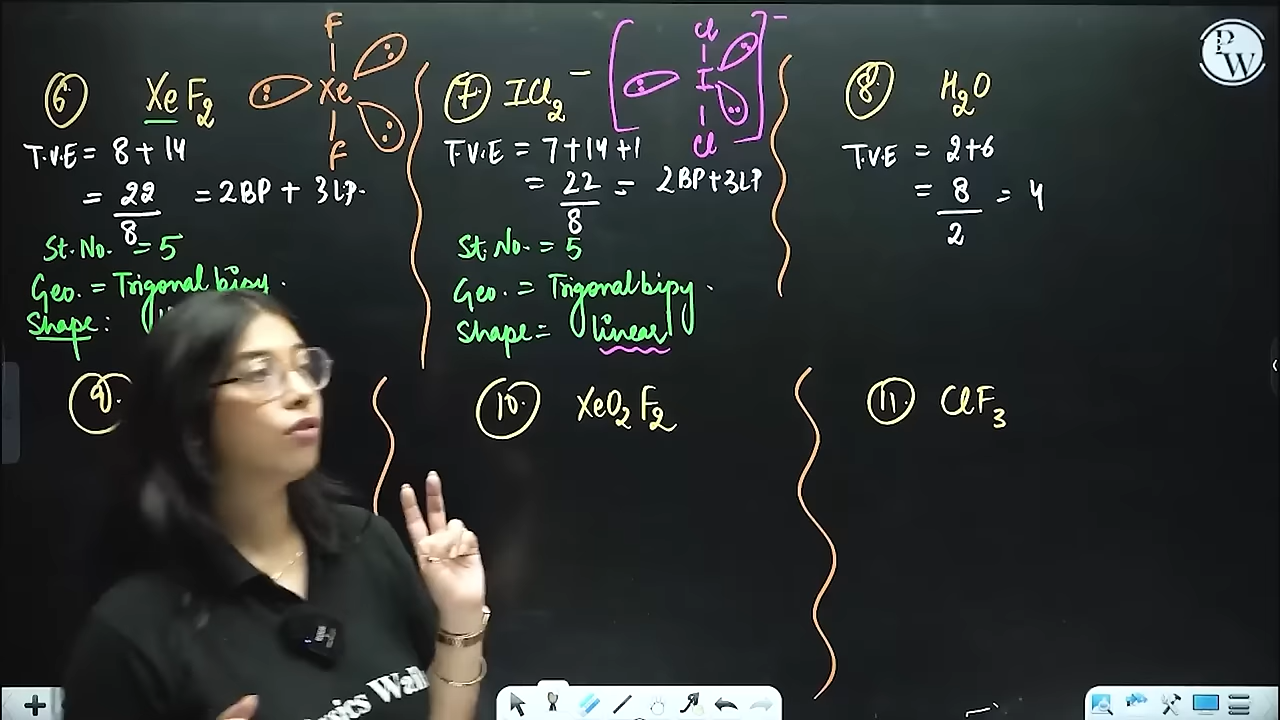 6 XeF2
F
Xe
F
T.V.E = 8 + 14
= 22/8 = 2BP + 3LP.
St. No. = 5
Geo. = Trigonal bipy.
Shape:
7 ICl2 −
[Cl
I
Cl] −
T.V.E = 7+14+1
= 22/8 = 2BP+3LP
St. No. = 5
Geo. = Trigonal bipy.
Shape = linear
8 H2O
T.V.E = 2+6
= 8/2 = 4
9.
10. XeO2F2
11. ClF3
PW